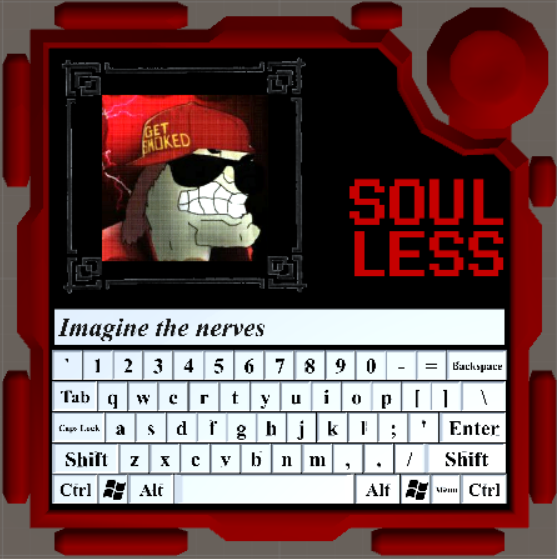 GET
SMOKED
SOUL
LESS
Imagine the nerves
` 1 2 3 4 5 6 7 8 9 0 - = Backspace
Tab q w e r t y u i o p [ ] \
Caps Lock a s d f g h j k l ; ' Enter
Shift z x c v b n m , . / Shift
Ctrl Alt Alt Menu Ctrl